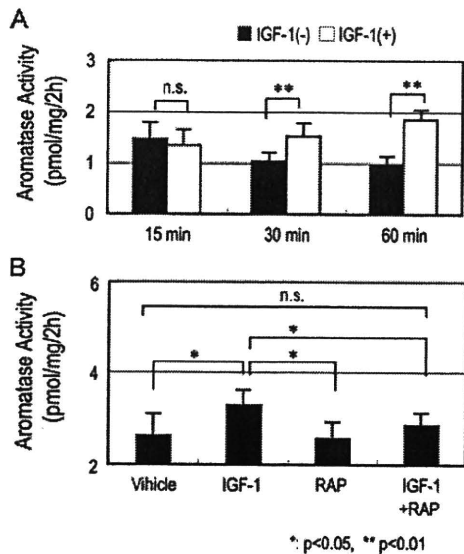 A
■ IGF-1(-) □ IGF-1(+)
Aromatase Activity
(pmol/mg/2h)
3
2
1
0
n.s.
**
**
15 min 30 min 60 min
B
Aromatase Activity
(pmol/mg/2h)
6
4
2
n.s.
*
*
*
Vihicle IGF-1 RAP IGF-1
+RAP
*: p<0.05, ** p<0.01